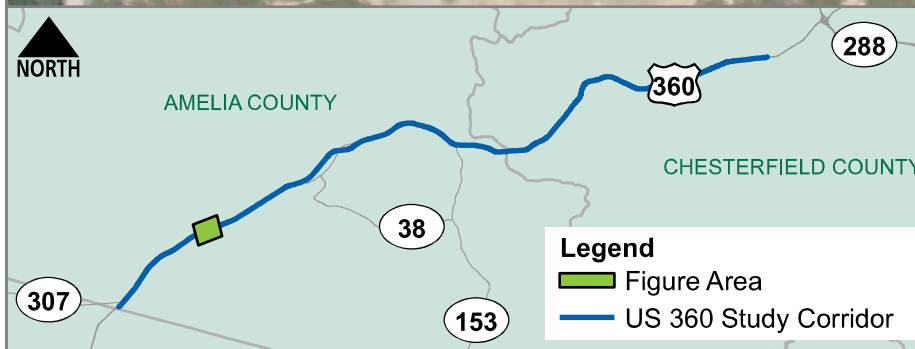 NORTH
288
360
AMELIA COUNTY
CHESTERFIELD COUNTY
38
Legend
Figure Area
307
153
US 360 Study Corridor